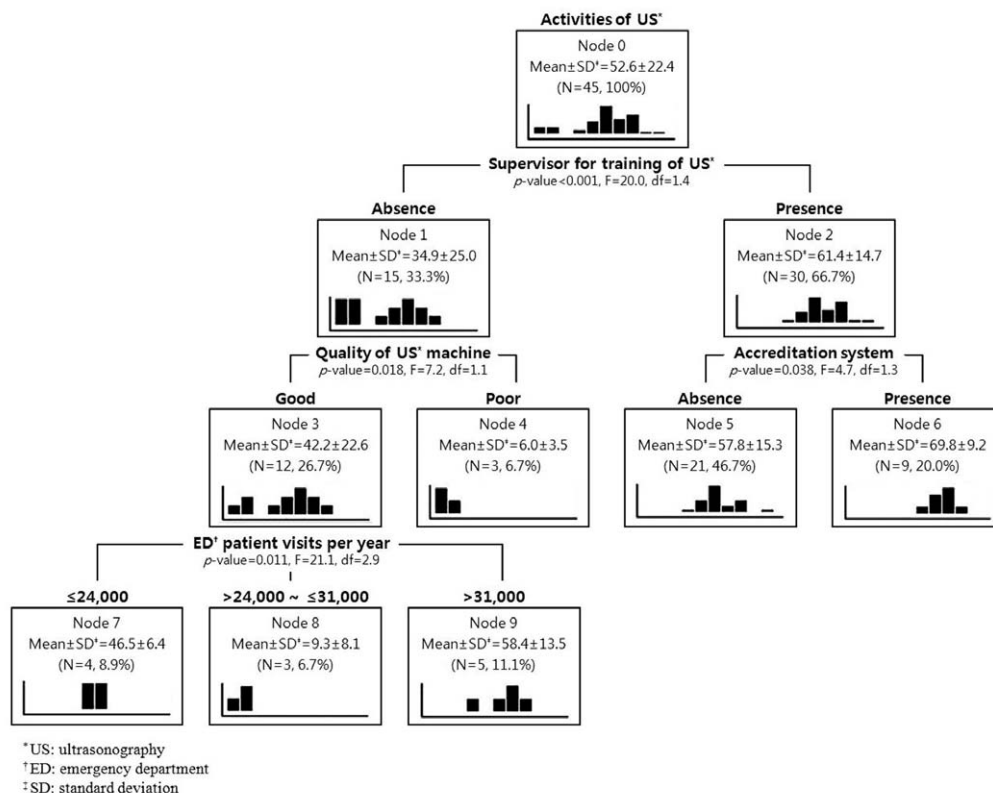 Activities of US*
Node 0
Mean±SD‡=52.6±22.4
(N=45, 100%)
Supervisor for training of US*
p-value<0.001, F=20.0, df=1.4
Absence
Presence
Node 1
Mean±SD‡=34.9±25.0
(N=15, 33.3%)
Node 2
Mean±SD‡=61.4±14.7
(N=30, 66.7%)
Quality of US* machine
p-value=0.018, F=7.2, df=1.1
Accreditation system
p-value=0.038, F=4.7, df=1.3
Good
Poor
Absence
Presence
Node 3
Mean±SD‡=42.2±22.6
(N=12, 26.7%)
Node 4
Mean±SD‡=6.0±3.5
(N=3, 6.7%)
Node 5
Mean±SD‡=57.8±15.3
(N=21, 46.7%)
Node 6
Mean±SD‡=69.8±9.2
(N=9, 20.0%)
ED† patient visits per year
p-value=0.011, F=21.1, df=2.9
≤24,000
>24,000 ~ ≤31,000
>31,000
Node 7
Mean±SD‡=46.5±6.4
(N=4, 8.9%)
Node 8
Mean±SD‡=9.3±8.1
(N=3, 6.7%)
Node 9
Mean±SD‡=58.4±13.5
(N=5, 11.1%)
*US: ultrasonography
†ED: emergency department
‡SD: standard deviation